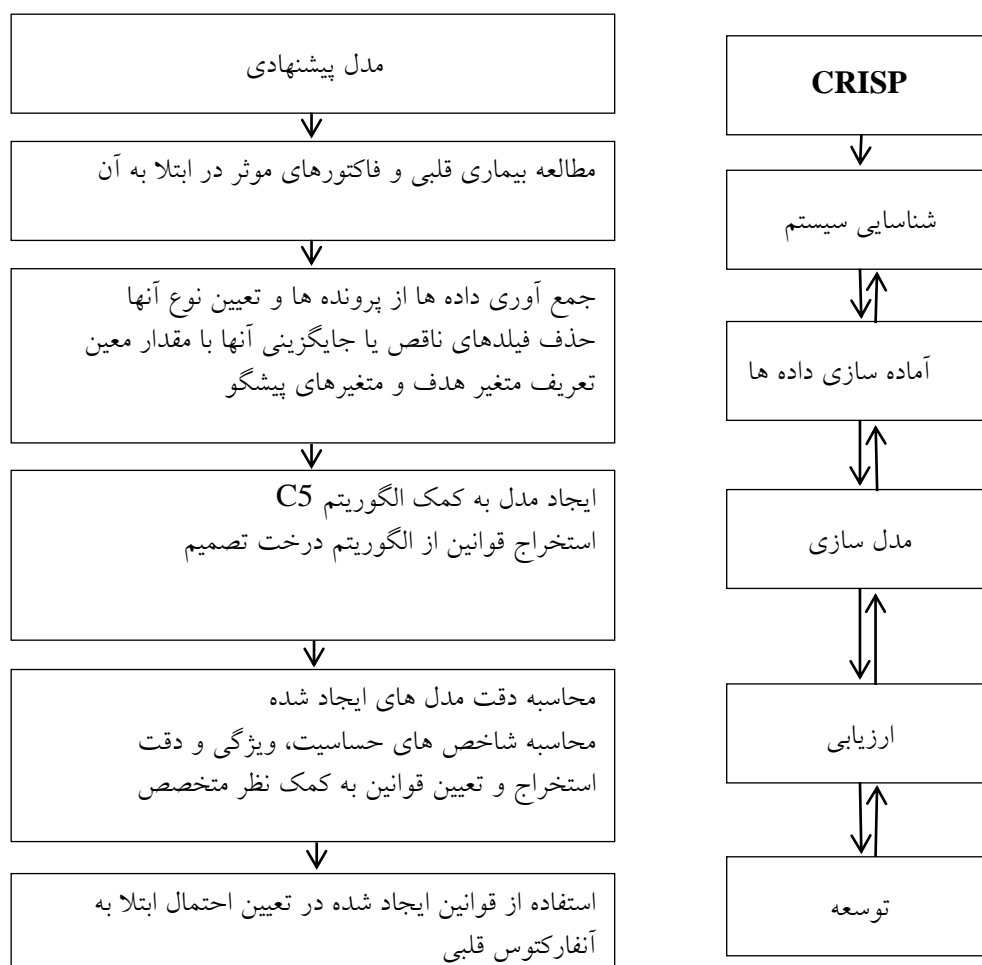 مدل پیشنهادی
مطالعه بیماری قلبی و فاکتورهای موثر در ابتلا به آن
جمع آوری داده ها از پرونده ها و تعیین نوع آنها
حذف فیلدهای ناقص یا جایگزینی آنها با مقدار معین
تعریف متغیر هدف و متغیرهای پیشگو
ایجاد مدل به کمک الگوریتم C5
استخراج قوانین از الگوریتم درخت تصمیم
محاسبه دقت مدل های ایجاد شده
محاسبه شاخص های حساسیت، ویژگی و دقت
استخراج و تعیین قوانین به کمک نظر متخصص
استفاده از قوانین ایجاد شده در تعیین احتمال ابتلا به
آنفارکتوس قلبی
CRISP
شناسایی سیستم
آماده سازی داده ها
مدل سازی
ارزیابی
توسعه